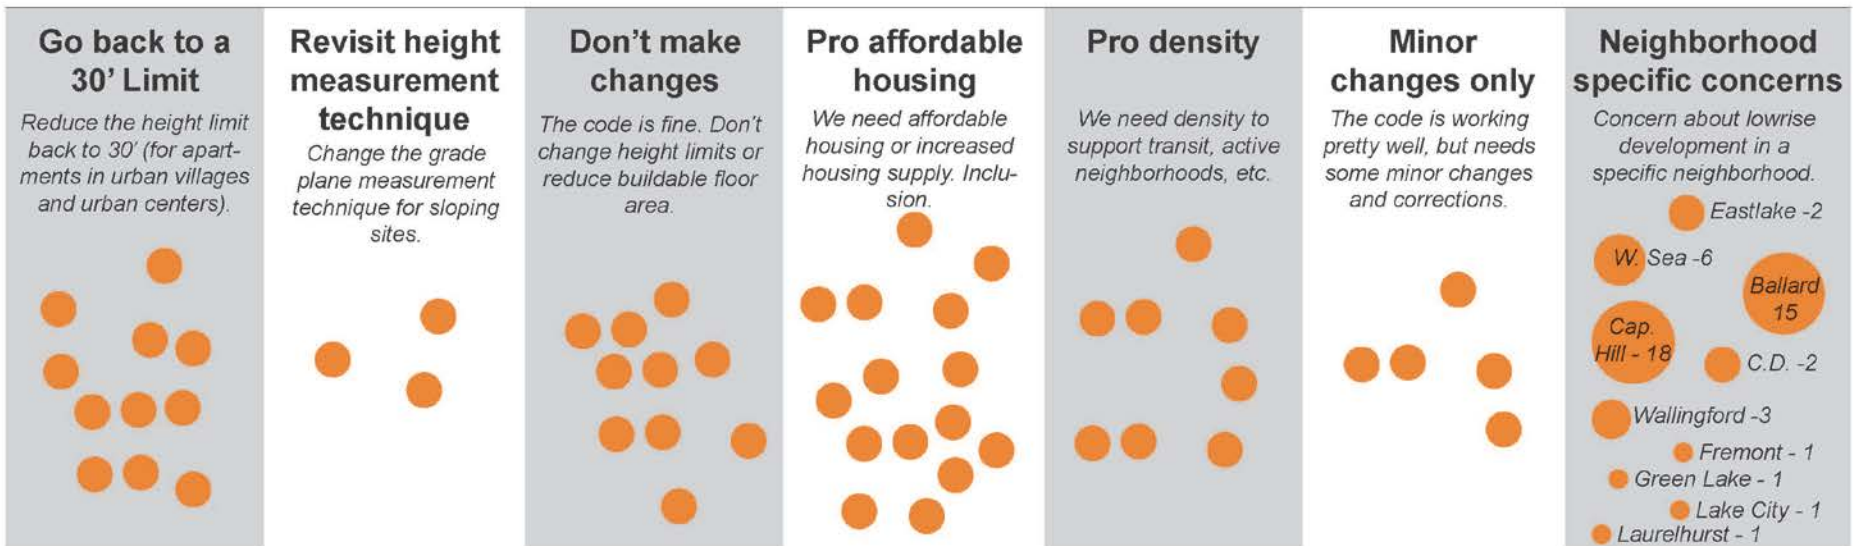 Go back to a
30’ Limit
Reduce the height limit
back to 30’ (for apart-
ments in urban villages
and urban centers).
Revisit height
measurement
technique
Change the grade
plane measurement
technique for sloping
sites.
Don’t make
changes
The code is fine. Don’t
change height limits or
reduce buildable floor
area.
Pro affordable
housing
We need affordable
housing or increased
housing supply. Inclu-
sion.
Pro density
We need density to
support transit, active
neighborhoods, etc.
Minor
changes only
The code is working
pretty well, but needs
some minor changes
and corrections.
Neighborhood
specific concerns
Concern about lowrise
development in a
specific neighborhood.
Eastlake -2
W. Sea -6
Ballard
15
Cap.
Hill - 18
C.D. -2
Wallingford -3
Fremont - 1
Green Lake - 1
Lake City - 1
Laurelhurst - 1